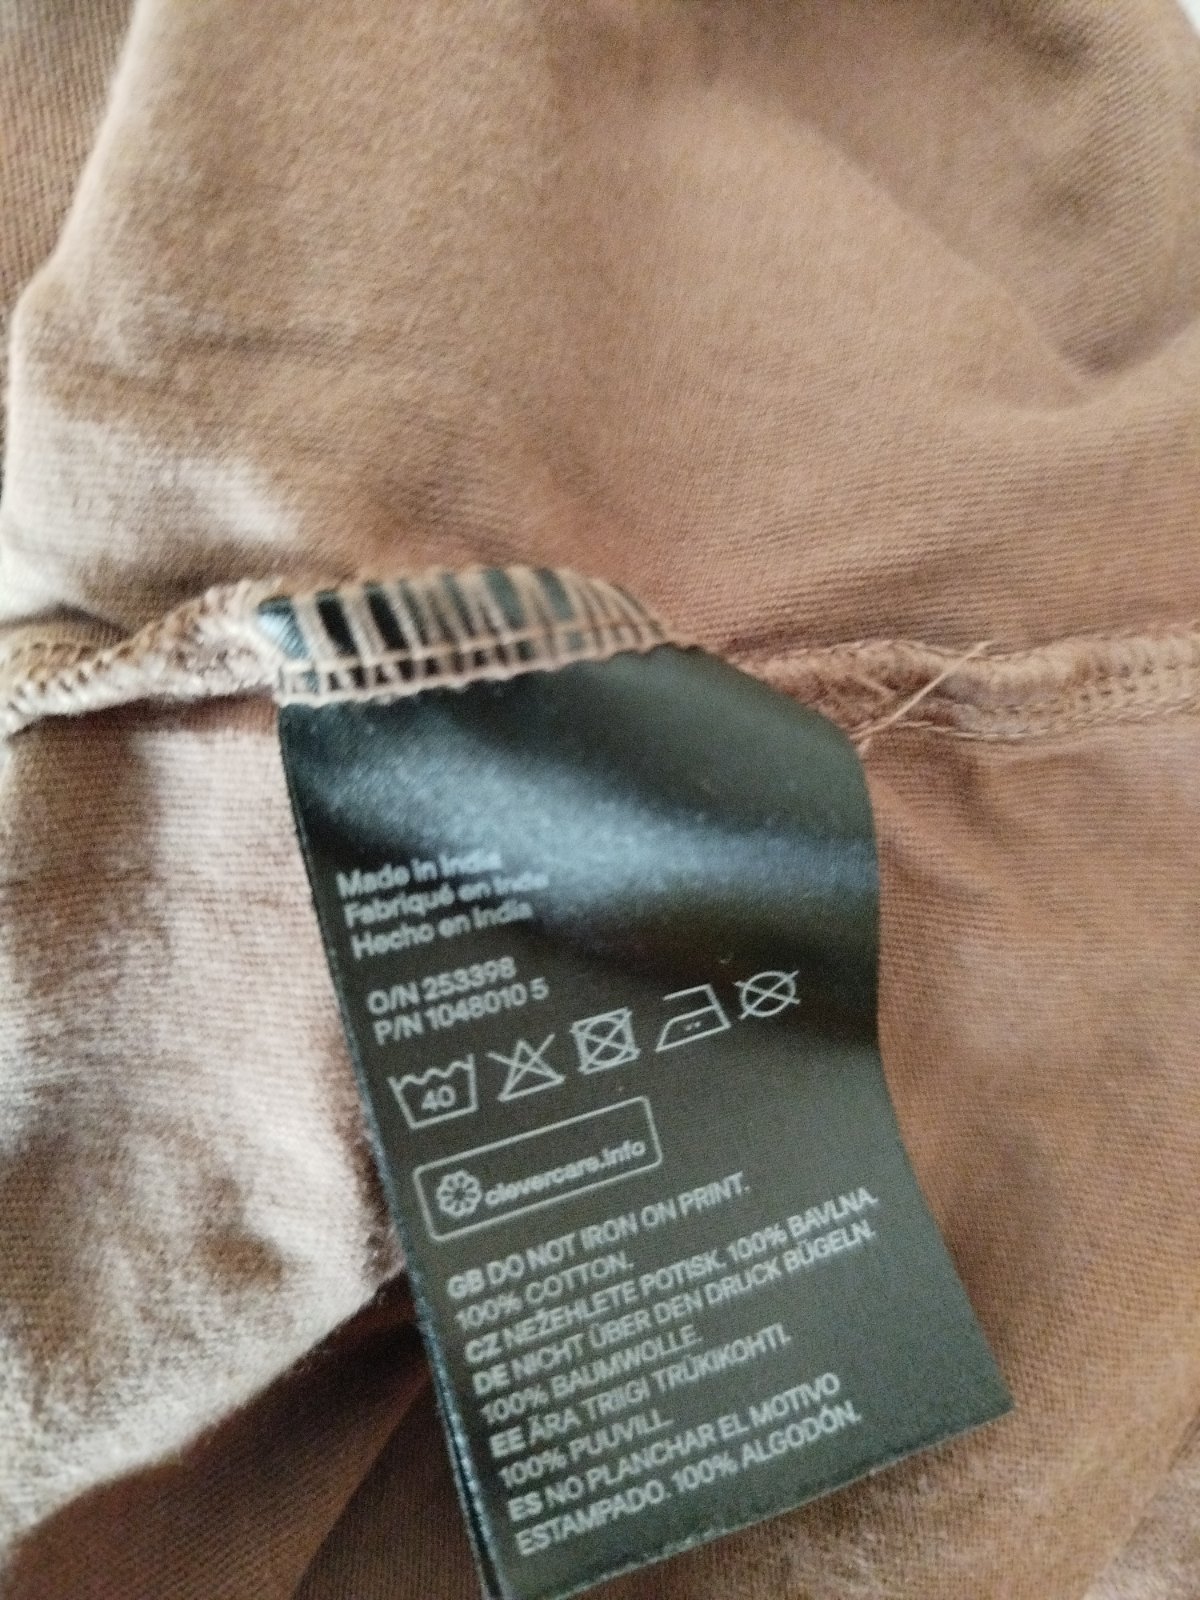 Made in India
Fabriqué en Inde
Hecho en India
O/N 253398
P/N 1048010 5
40
clevercare.info
GB DO NOT IRON ON PRINT.
100% COTTON.
CZ NEŽEHLETE POTISK. 100% BAVLNA.
DE NICHT ÜBER DEN DRUCK BÜGELN.
100% BAUMWOLLE.
EE ÄRA TRIIGI TRÜKIKOHTI.
100% PUUVILL.
ES NO PLANCHAR EL MOTIVO
ESTAMPADO. 100% ALGODÓN.